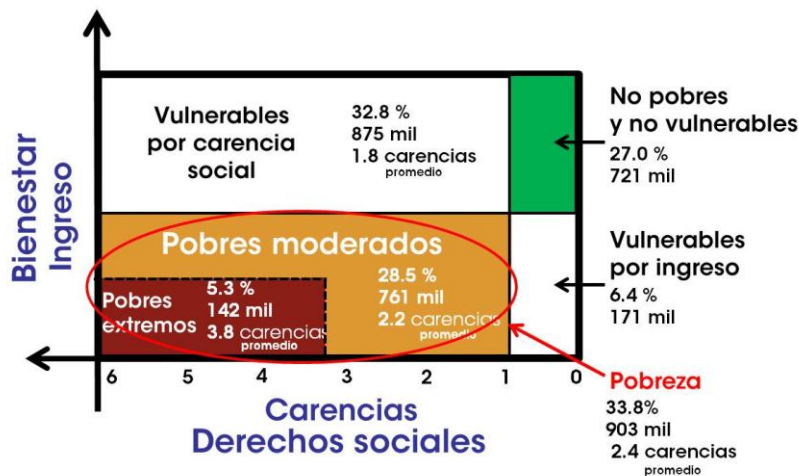 Vulnerables
por carencia
social
32.8 %
875 mil
1.8 carencias
promedio
No pobres
y no vulnerables
27.0 %
721 mil
Bienestar
Ingreso
Pobres moderados
28.5 %
761 mil
2.2 carencias
promedio
Pobres
extremos
5.3 %
142 mil
3.8 carencias
promedio
Vulnerables
por ingreso
6.4 %
171 mil
6 5 4 3 2 1 0
Carencias
Derechos sociales
Pobreza
33.8%
903 mil
2.4 carencias
promedio